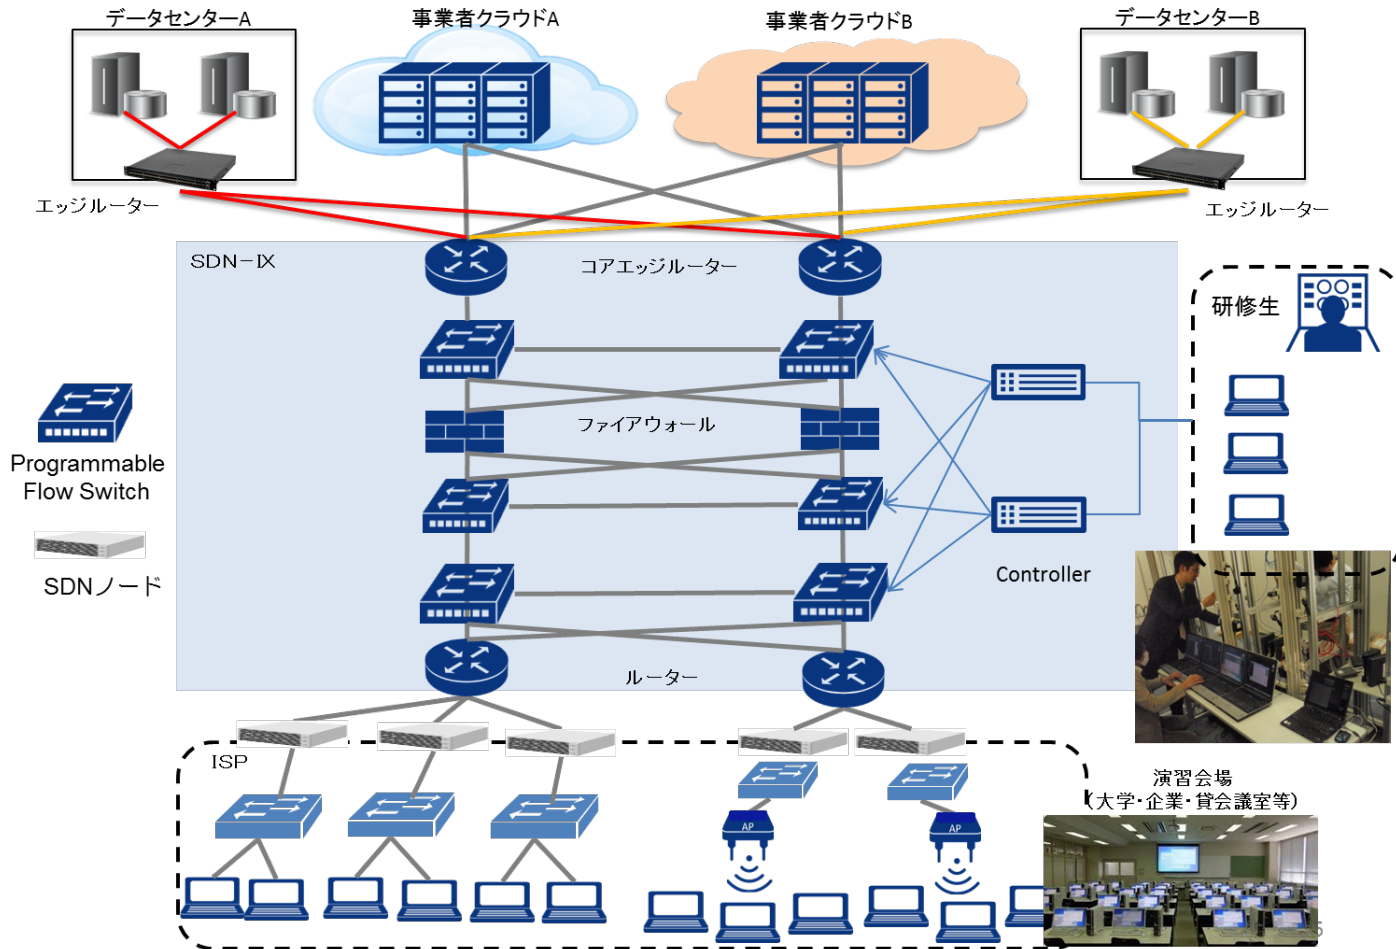 データセンターA
事業者クラウドA
事業者クラウドB
データセンターB
エッジルーター
エッジルーター
SDN－IX
コアエッジルーター
研修生
ファイアウォール
Programmable
Flow Switch
SDNノード
Controller
ルーター
ISP
AP
AP
演習会場
（大学・企業・貸会議室等）